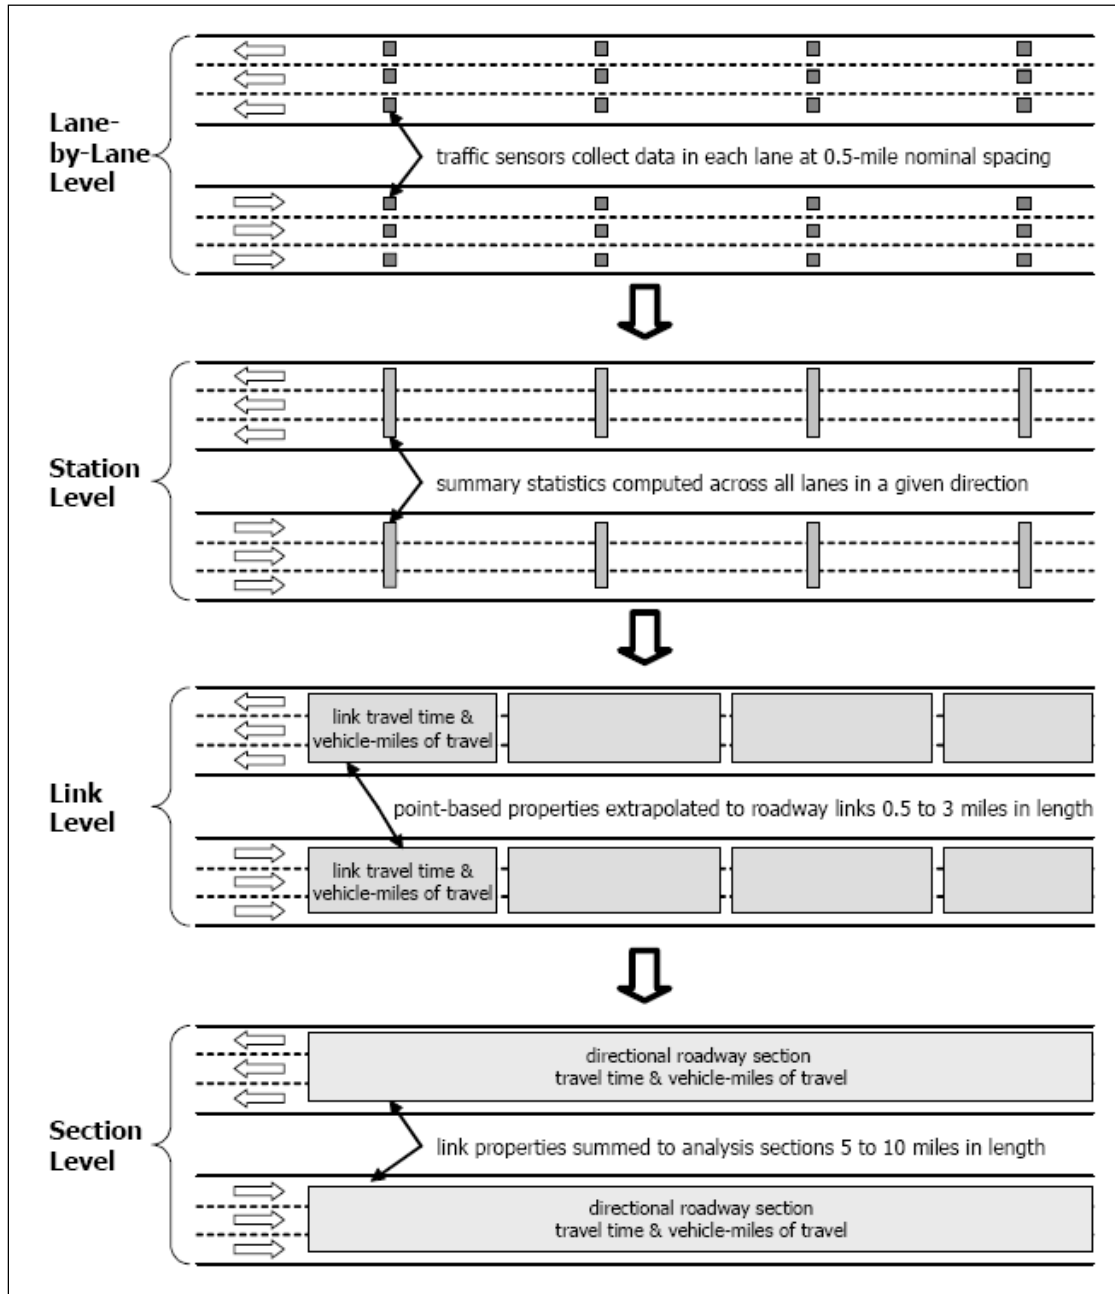 Lane-
by-Lane
Level
traffic sensors collect data in each lane at 0.5-mile nominal spacing
Station
Level
summary statistics computed across all lanes in a given direction
link travel time &
vehicle-miles of travel
Link
Level
point-based properties extrapolated to roadway links 0.5 to 3 miles in length
link travel time &
vehicle-miles of travel
directional roadway section
travel time & vehicle-miles of travel
Section
Level
link properties summed to analysis sections 5 to 10 miles in length
directional roadway section
travel time & vehicle-miles of travel